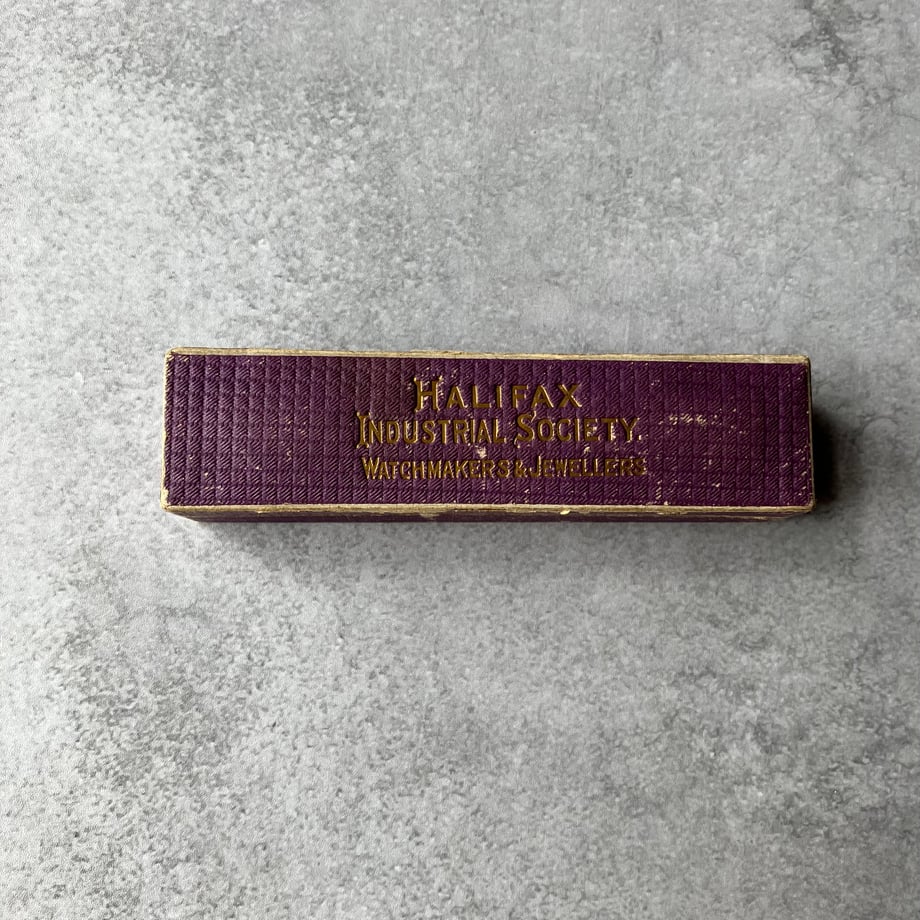 HALIFAX
INDUSTRIAL SOCIETY.
WATCHMAKERS & JEWELLERS